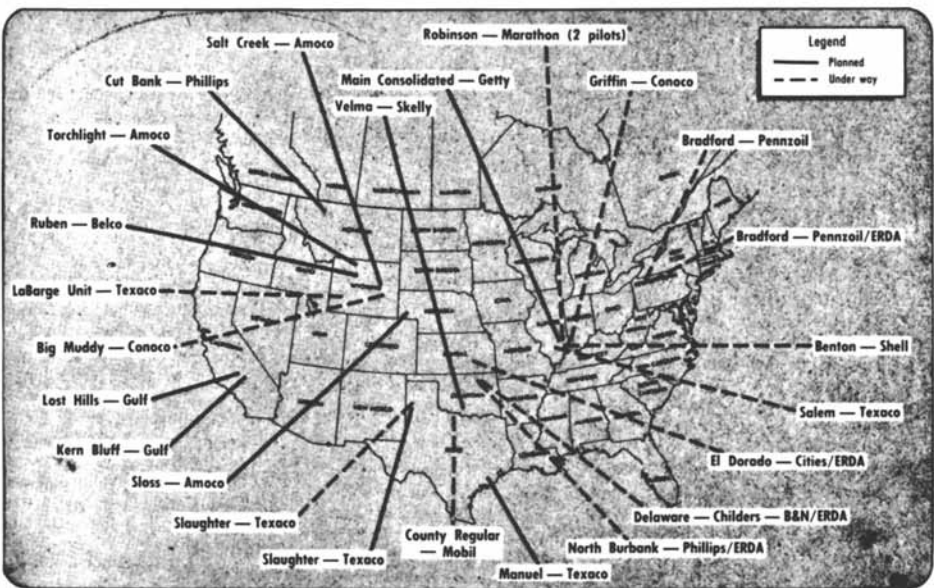 Salt Creek — Amoco
Robinson — Marathon (2 pilots)
Legend
Planned
Under way
Cut Bank — Phillips
Main Consolidated — Getty
Griffin — Conoco
Velma — Skelly
Torchlight — Amoco
Bradford — Pennzoil
Ruben — Belco
Bradford — Pennzoil/ERDA
LaBarge Unit — Texaco
Big Muddy — Conoco
Benton — Shell
Lost Hills — Gulf
Salem — Texaco
Kern Bluff — Gulf
El Dorado — Cities/ERDA
Sloss — Amoco
Slaughter — Texaco
Delaware — Childers — B&N/ERDA
County Regular
— Mobil
North Burbank — Phillips/ERDA
Slaughter — Texaco
Manuel — Texaco